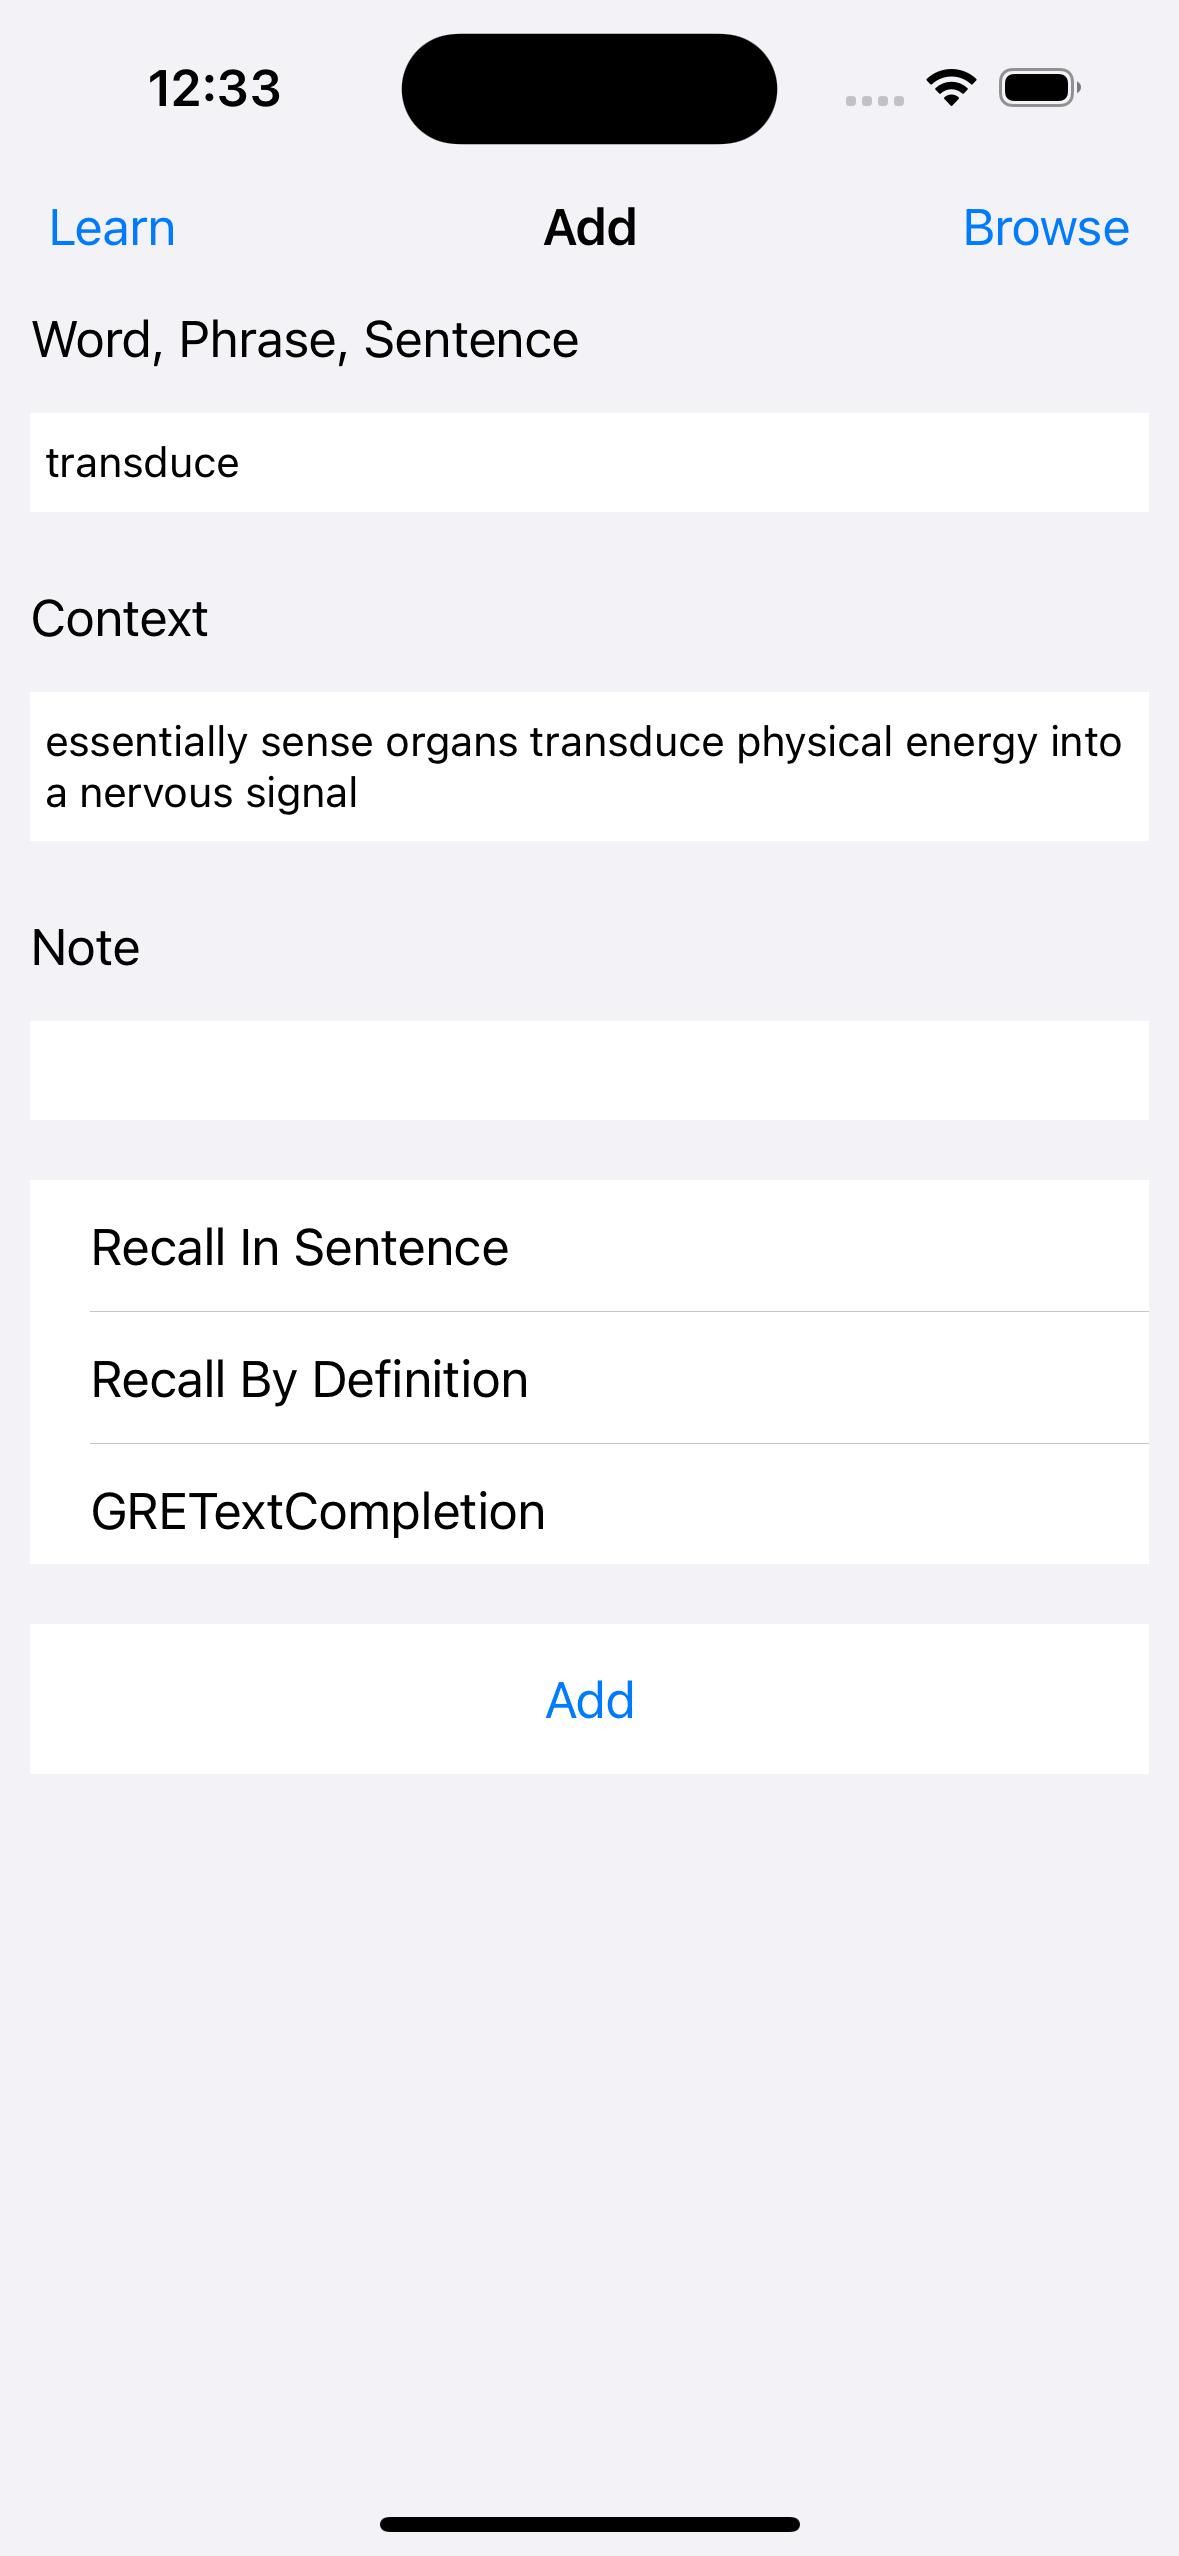 12:33
Learn
Add
Browse
Word, Phrase, Sentence
transduce
Context
essentially sense organs transduce physical energy into
a nervous signal
Note
Recall In Sentence
Recall By Definition
GRETextCompletion
Add